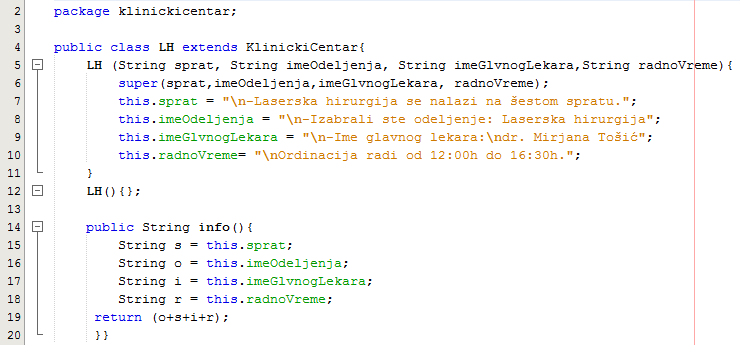 2 package klinickicentar;
3
4 public class LH extends KlinickiCentar{
5 LH (String sprat, String imeOdeljenja, String imeGlvnogLekara,String radnoVreme){
6 super(sprat,imeOdeljenja,imeGlvnogLekara, radnoVreme);
7 this.sprat = "\n-Laserska hirurgija se nalazi na šestom spratu.";
8 this.imeOdeljenja = "\n-Izabrali ste odeljenje: Laserska hirurgija";
9 this.imeGlvnogLekara = "\n-Ime glavnog lekara:\ndr. Mirjana Tošić";
10 this.radnoVreme= "\nOrdinacija radi od 12:00h do 16:30h.";
11 }
12 LH(){};
13
14 public String info(){
15 String s = this.sprat;
16 String o = this.imeOdeljenja;
17 String i = this.imeGlvnogLekara;
18 String r = this.radnoVreme;
19 return (o+s+i+r);
20 }}